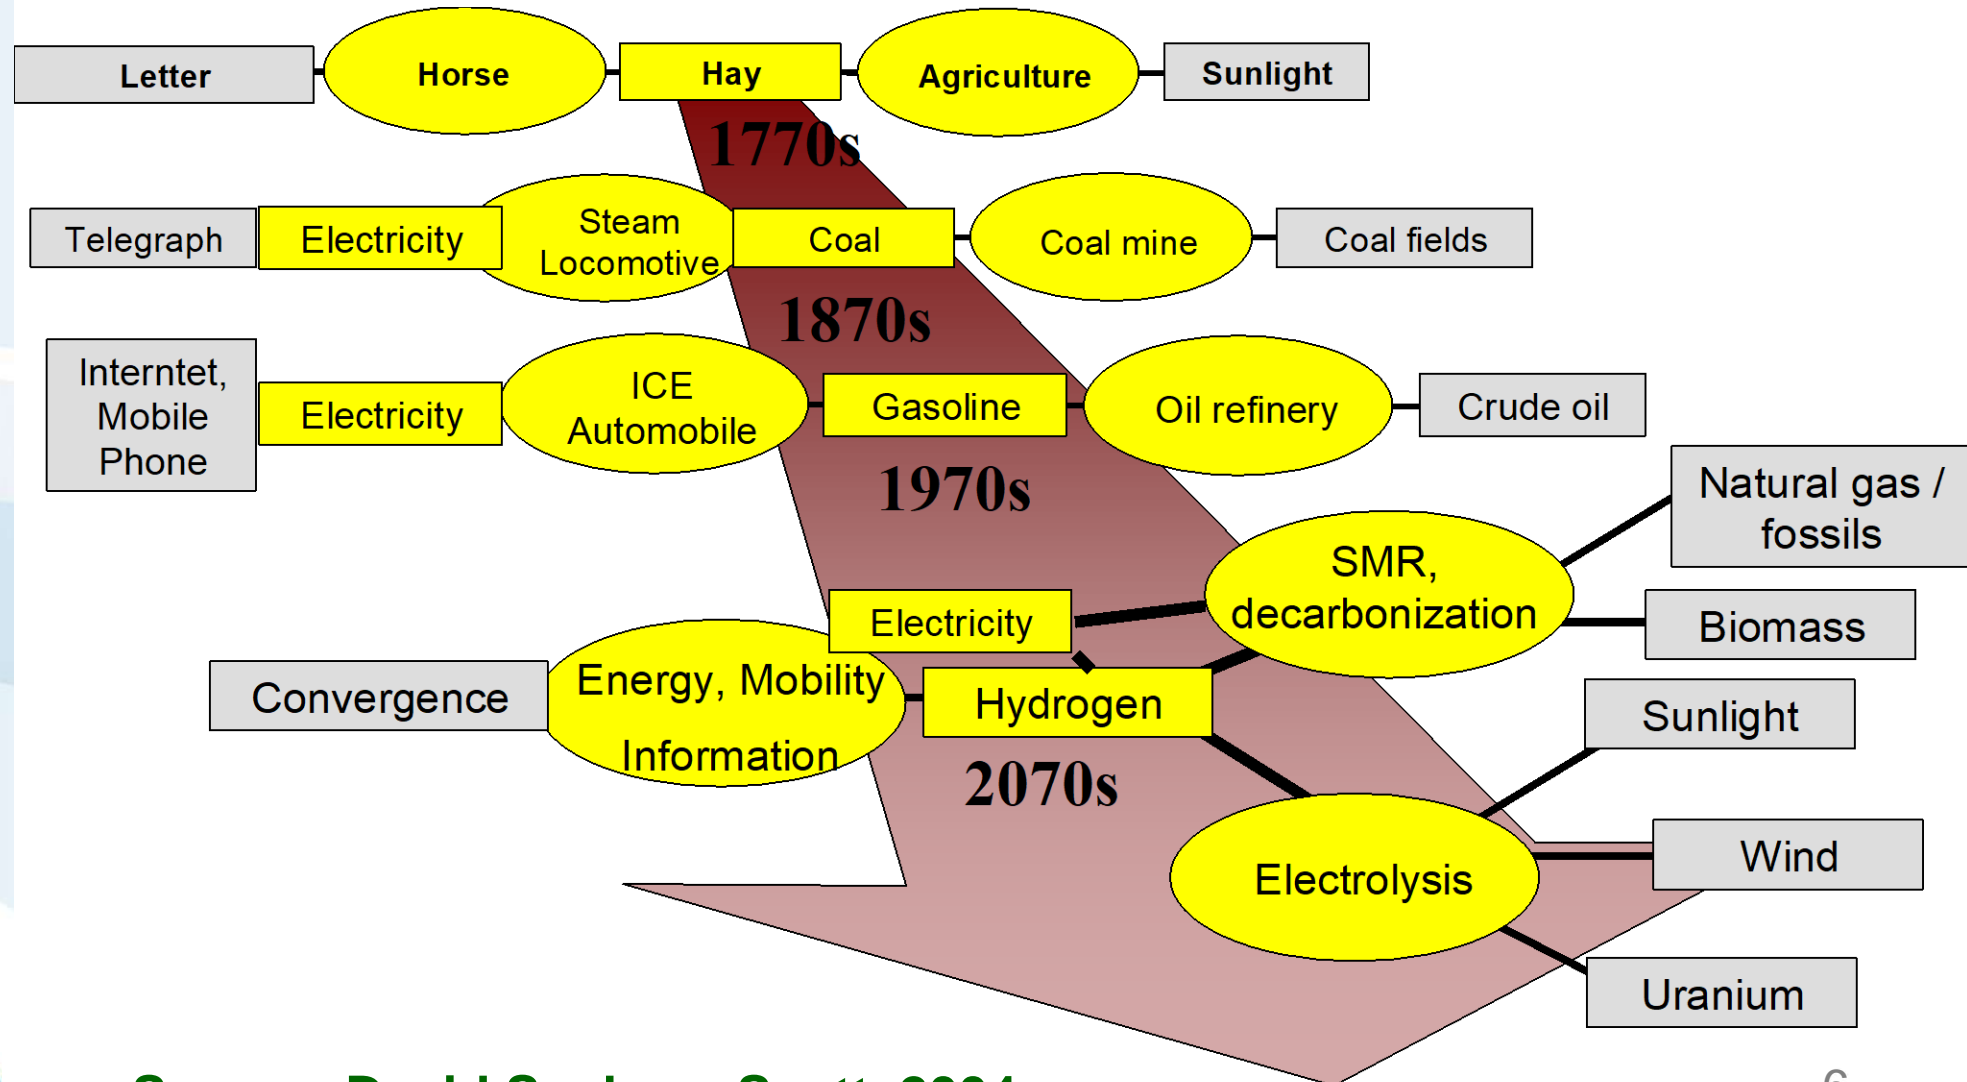 Letter
Horse
Hay
Agriculture
Sunlight
1770s
Telegraph
Electricity
Steam
Locomotive
Coal
Coal mine
Coal fields
1870s
Interntet,
Mobile
Phone
Electricity
ICE
Automobile
Gasoline
Oil refinery
Crude oil
1970s
Natural gas /
fossils
SMR,
decarbonization
Electricity
Biomass
Convergence
Energy, Mobility
Information
Hydrogen
Sunlight
2070s
Electrolysis
Wind
Uranium